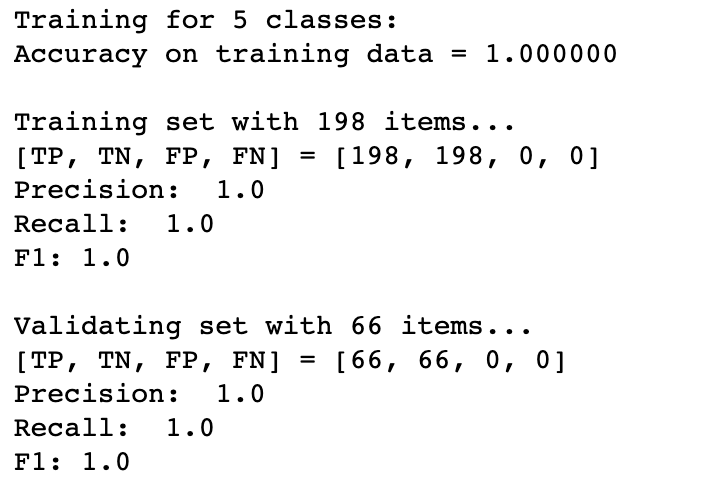 Training for 5 classes:
Accuracy on training data = 1.000000
Training set with 198 items...
[TP, TN, FP, FN] = [198, 198, 0, 0]
Precision:  1.0
Recall:  1.0
F1: 1.0
Validating set with 66 items...
[TP, TN, FP, FN] = [66, 66, 0, 0]
Precision:  1.0
Recall:  1.0
F1: 1.0